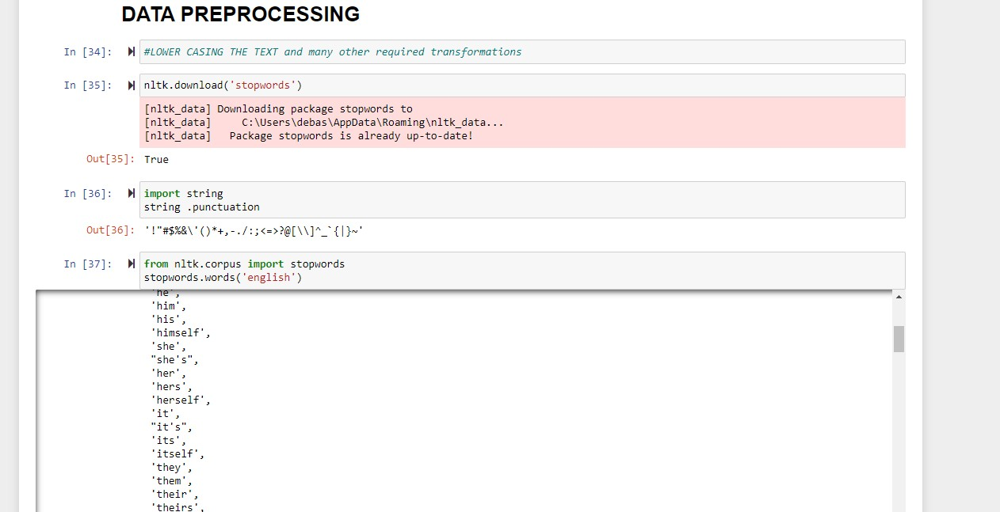 DATA PREPROCESSING
In [34]: #LOWER CASING THE TEXT and many other required transformations
In [35]: nltk.download('stopwords')
[nltk_data] Downloading package stopwords to
[nltk_data]     C:\Users\debas\AppData\Roaming\nltk_data...
[nltk_data]   Package stopwords is already up-to-date!
Out[35]: True
In [36]: import string
string .punctuation
Out[36]: '!"#$%&\'()*+,-./:;<=>?@[\\]^_`{|}~'
In [37]: from nltk.corpus import stopwords
stopwords.words('english')
'he',
'him',
'his',
'himself',
'she',
"she's",
'her',
'hers',
'herself',
'it',
"it's",
'its',
'itself',
'they',
'them',
'their',
'theirs',